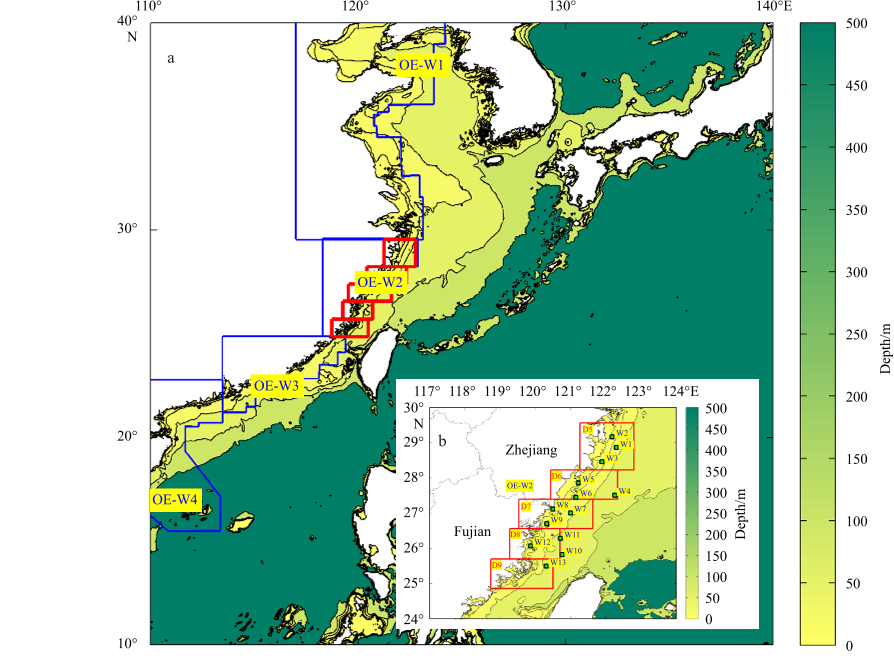 110°
120°
130°
140°E
40°
N
a
OE-W1
30°
OE-W2
OE-W3
20°
OE-W4
10°
500
450
400
350
300
250
200
150
100
50
0
Depth/m
117°
118°
119°
120°
121°
122°
123°
124°E
30°
N
b
29°
28°
27°
26°
25°
24°
Zhejiang
Fujian
OE-W2
D5
W2
W1
W3
D6
W5
W6
W4
D7
W8
W7
W9
D8
W11
W12
W10
D9
W13
500
450
400
350
300
250
200
150
100
50
0
Depth/m